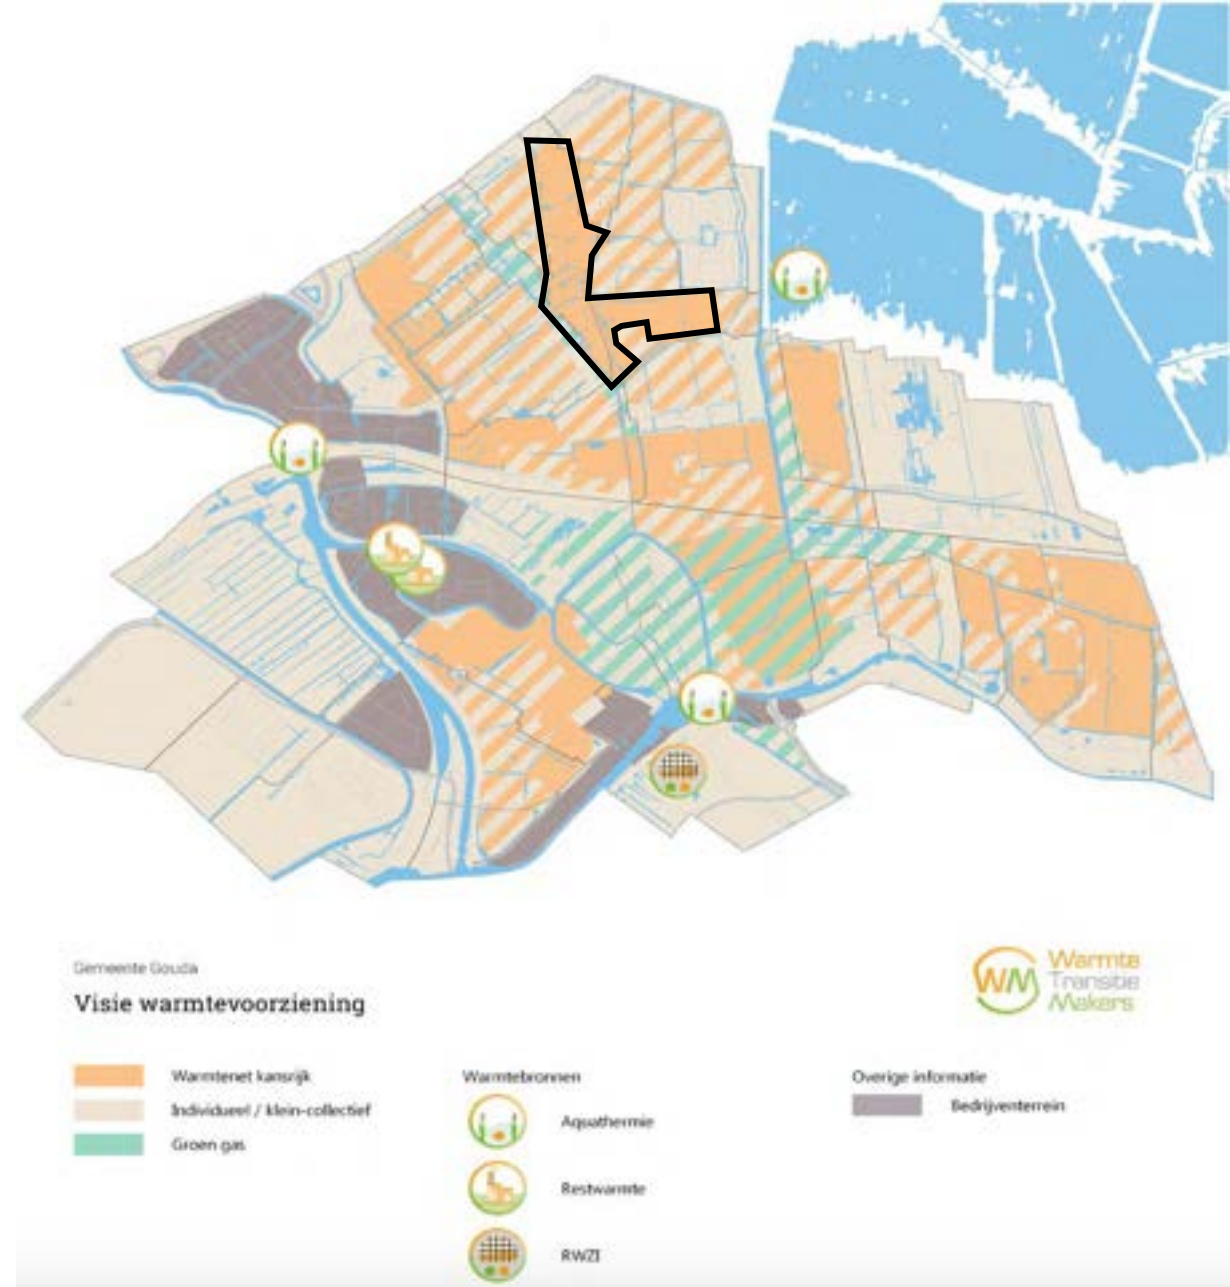 Gemeente Gouda
Visie warmtevoorziening
WM Warmte
Transitie
Makers
Warmtenet kansrijk
Individueel / klein-collectief
Groen gas
Warmtebronnen
Aquathermie
Restwarmte
RWZI
Overige informatie
Bedrijventerrein